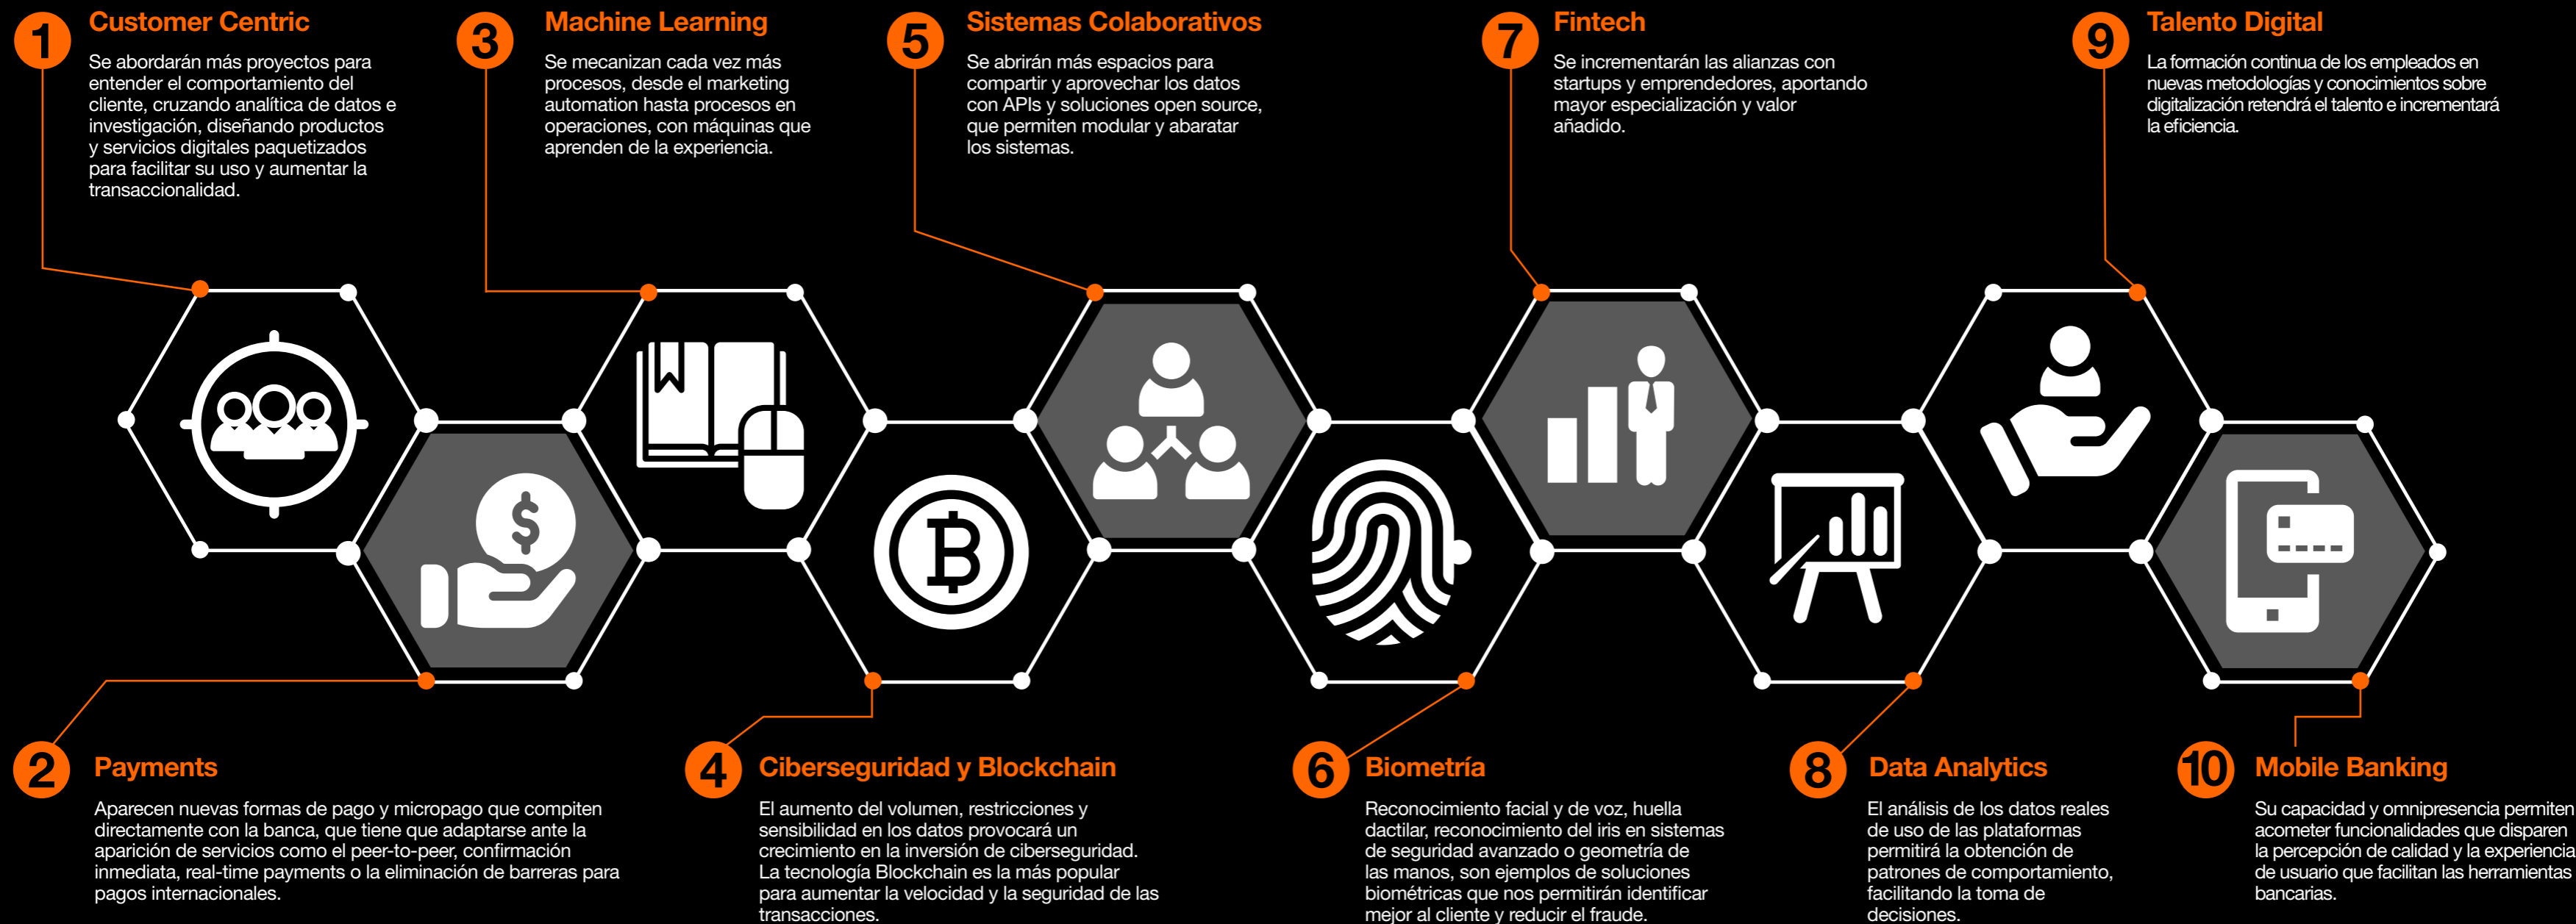 1
Customer Centric
Se abordarán más proyectos para
entender el comportamiento del
cliente, cruzando analítica de datos e
investigación, diseñando productos
y servicios digitales paquetizados
para facilitar su uso y aumentar la
transaccionalidad.
3
Machine Learning
Se mecanizan cada vez más
procesos, desde el marketing
automation hasta procesos en
operaciones, con máquinas que
aprenden de la experiencia.
5
Sistemas Colaborativos
Se abrirán más espacios para
compartir y aprovechar los datos
con APIs y soluciones open source,
que permiten modular y abaratar
los sistemas.
7
Fintech
Se incrementarán las alianzas con
startups y emprendedores, aportando
mayor especialización y valor
añadido.
9
Talento Digital
La formación continua de los empleados en
nuevas metodologías y conocimientos sobre
digitalización retendrá el talento e incrementará
la eficiencia.
$
2
Payments
Aparecen nuevas formas de pago y micropago que compiten
directamente con la banca, que tiene que adaptarse ante la
aparición de servicios como el peer-to-peer, confirmación
inmediata, real-time payments o la eliminación de barreras para
pagos internacionales.
4
Ciberseguridad y Blockchain
El aumento del volumen, restricciones y
sensibilidad en los datos provocará un
crecimiento en la inversión de ciberseguridad.
La tecnología Blockchain es la más popular
para aumentar la velocidad y la seguridad de las
transacciones.
6
Biometría
Reconocimiento facial y de voz, huella
dactilar, reconocimiento del iris en sistemas
de seguridad avanzado o geometría de
las manos, son ejemplos de soluciones
biométricas que nos permitirán identificar
mejor al cliente y reducir el fraude.
8
Data Analytics
El análisis de los datos reales
de uso de las plataformas
permitirá la obtención de
patrones de comportamiento,
facilitando la toma de
decisiones.
10
Mobile Banking
Su capacidad y omnipresencia permiten
acometer funcionalidades que disparen
la percepción de calidad y la experiencia
de usuario que facilitan las herramientas
bancarias.